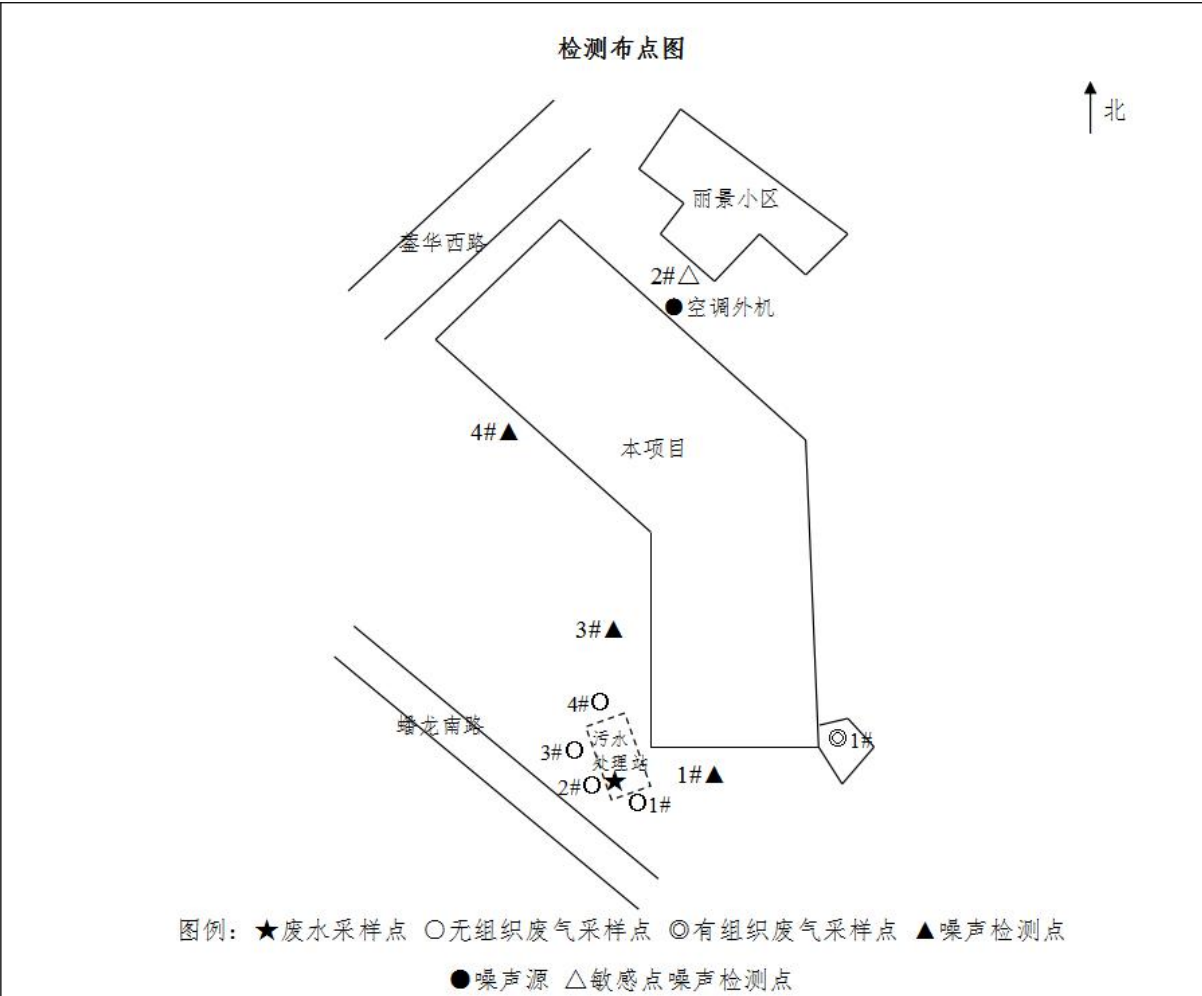 检测布点图
北
丽景小区
蓥华西路
2#△
●空调外机
4#▲
本项目
3#▲
4#○
蟠龙南路
污水
处理站
3#○
◎1#
2#○
★
1#▲
○1#
图例：★废水采样点 ○无组织废气采样点 ◎有组织废气采样点 ▲噪声检测点
●噪声源 △敏感点噪声检测点